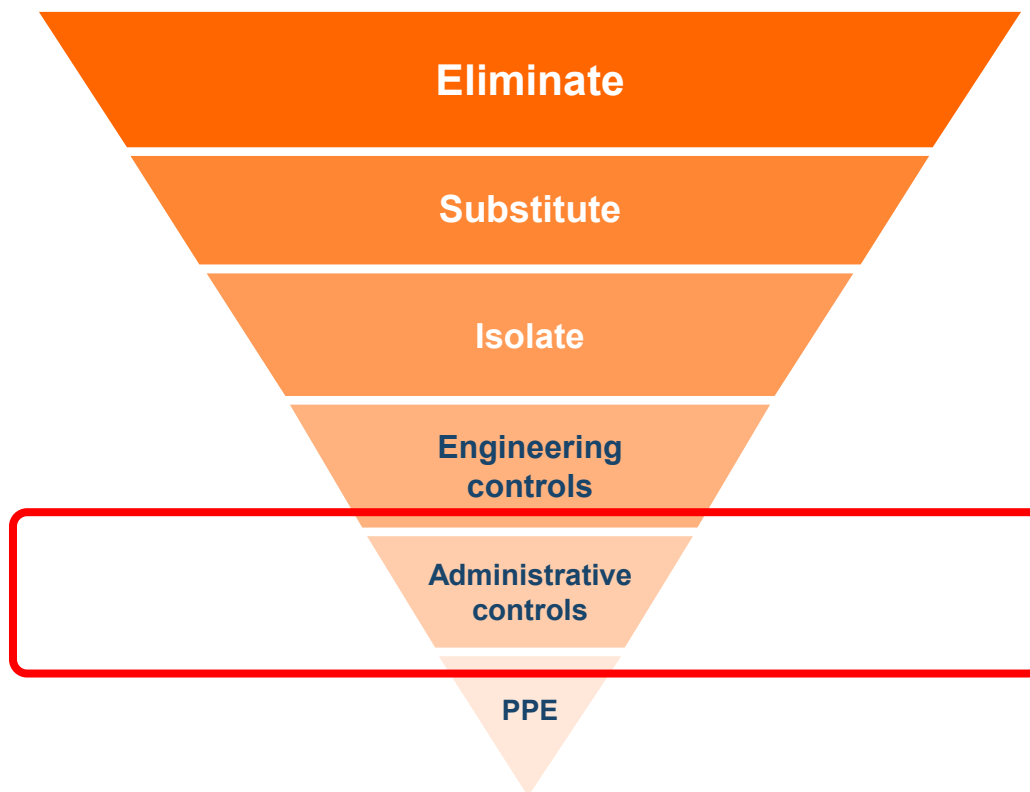 Eliminate
Substitute
Isolate
Engineering
controls
Administrative
controls
PPE